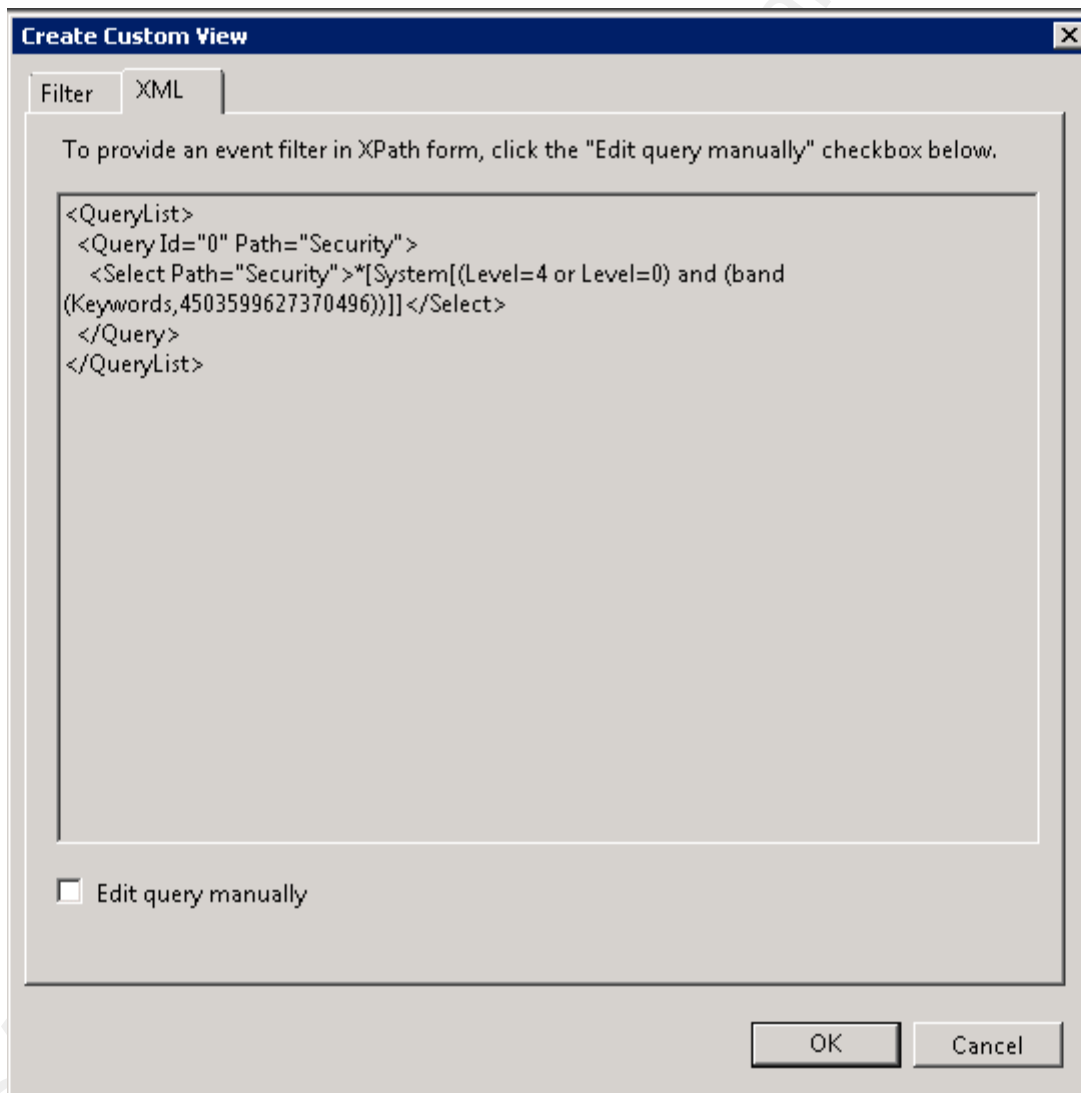 Create Custom View
Filter
XML
To provide an event filter in XPath form, click the "Edit query manually" checkbox below.
<QueryList>
<Query Id="0" Path="Security">
<Select Path="Security">*[System[(Level=4 or Level=0) and (band
(Keywords,4503599627370496))]]</Select>
</Query>
</QueryList>
Edit query manually
OK
Cancel